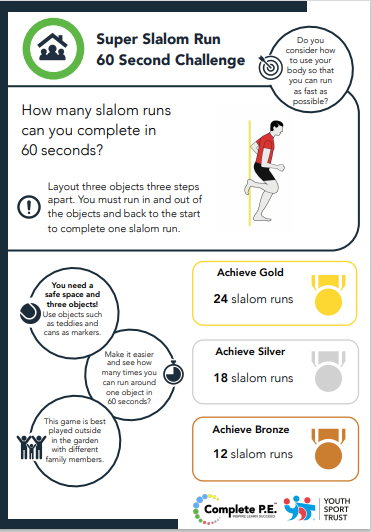 Super Slalom Run
60 Second Challenge
Do you
consider how
to use your
body so that
you can run
as fast as
possible?
How many slalom runs
can you complete in
60 seconds?
Layout three objects three steps
apart. You must run in and out of
the objects and back to the start
to complete one slalom run.
You need a
safe space and
three objects!
Use objects such
as teddies and
cans as markers.
Make it easier
and see how
many times you
can run around
one object in
60 seconds?
This game is best
played outside
in the garden
with different
family members.
Achieve Gold
24 slalom runs
Achieve Silver
18 slalom runs
Achieve Bronze
12 slalom runs
Complete P.E.
INSPIRE LEARN SUCCEED
YOUTH
SPORT
TRUST